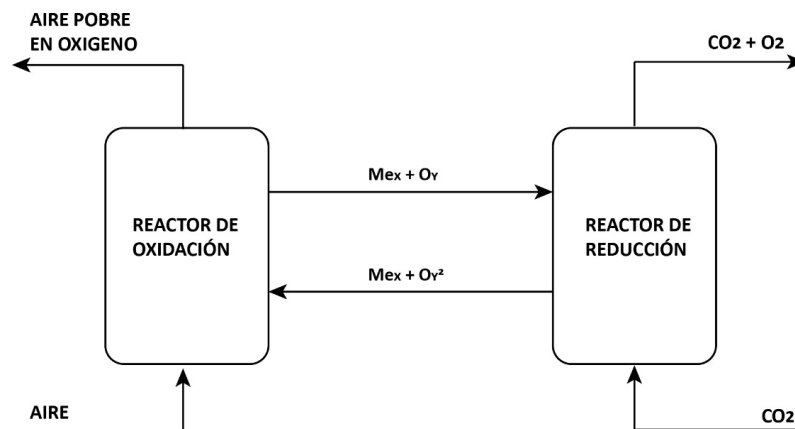 AIRE POBRE
EN OXIGENO
CO2 + O2
Mex + OY
REACTOR DE
OXIDACIÓN
REACTOR DE
REDUCCIÓN
Mex + OY²
AIRE
CO2